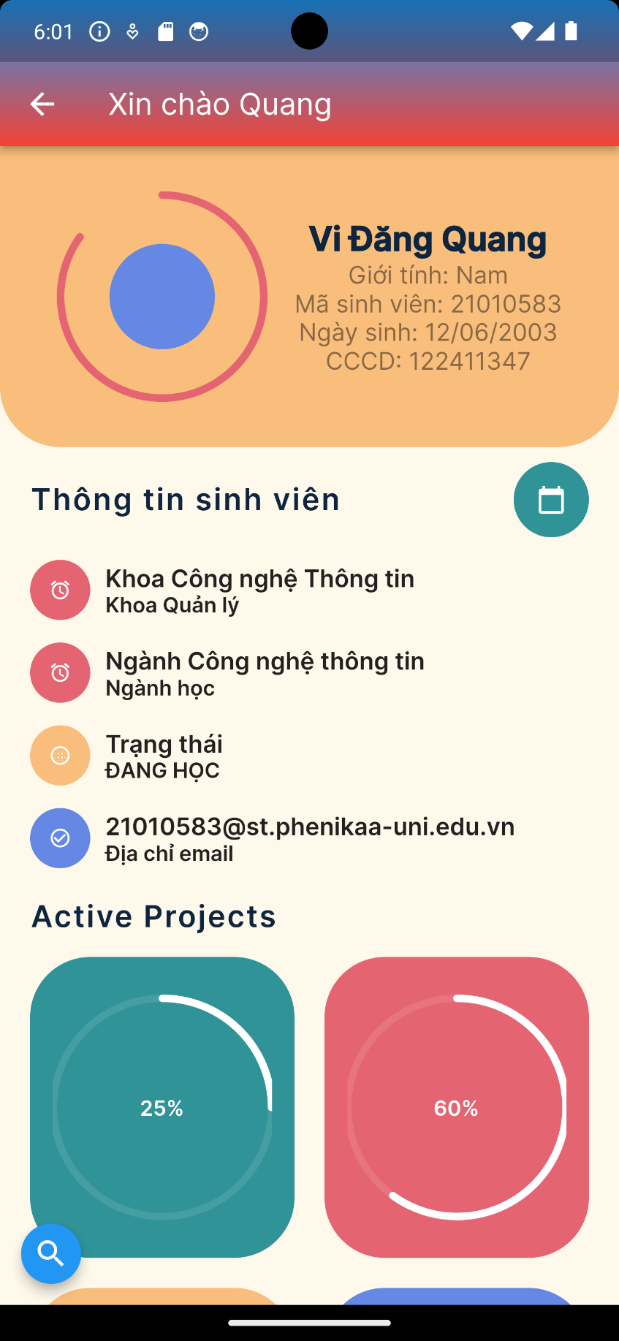 6:01
Xin chào Quang
Vi Đăng Quang
Giới tính: Nam
Mã sinh viên: 21010583
Ngày sinh: 12/06/2003
CCCD: 122411347
Thông tin sinh viên
Khoa Công nghệ Thông tin
Khoa Quản lý
Ngành Công nghệ thông tin
Ngành học
Trạng thái
ĐANG HỌC
21010583@st.phenikaa-uni.edu.vn
Địa chỉ email
Active Projects
25%
60%